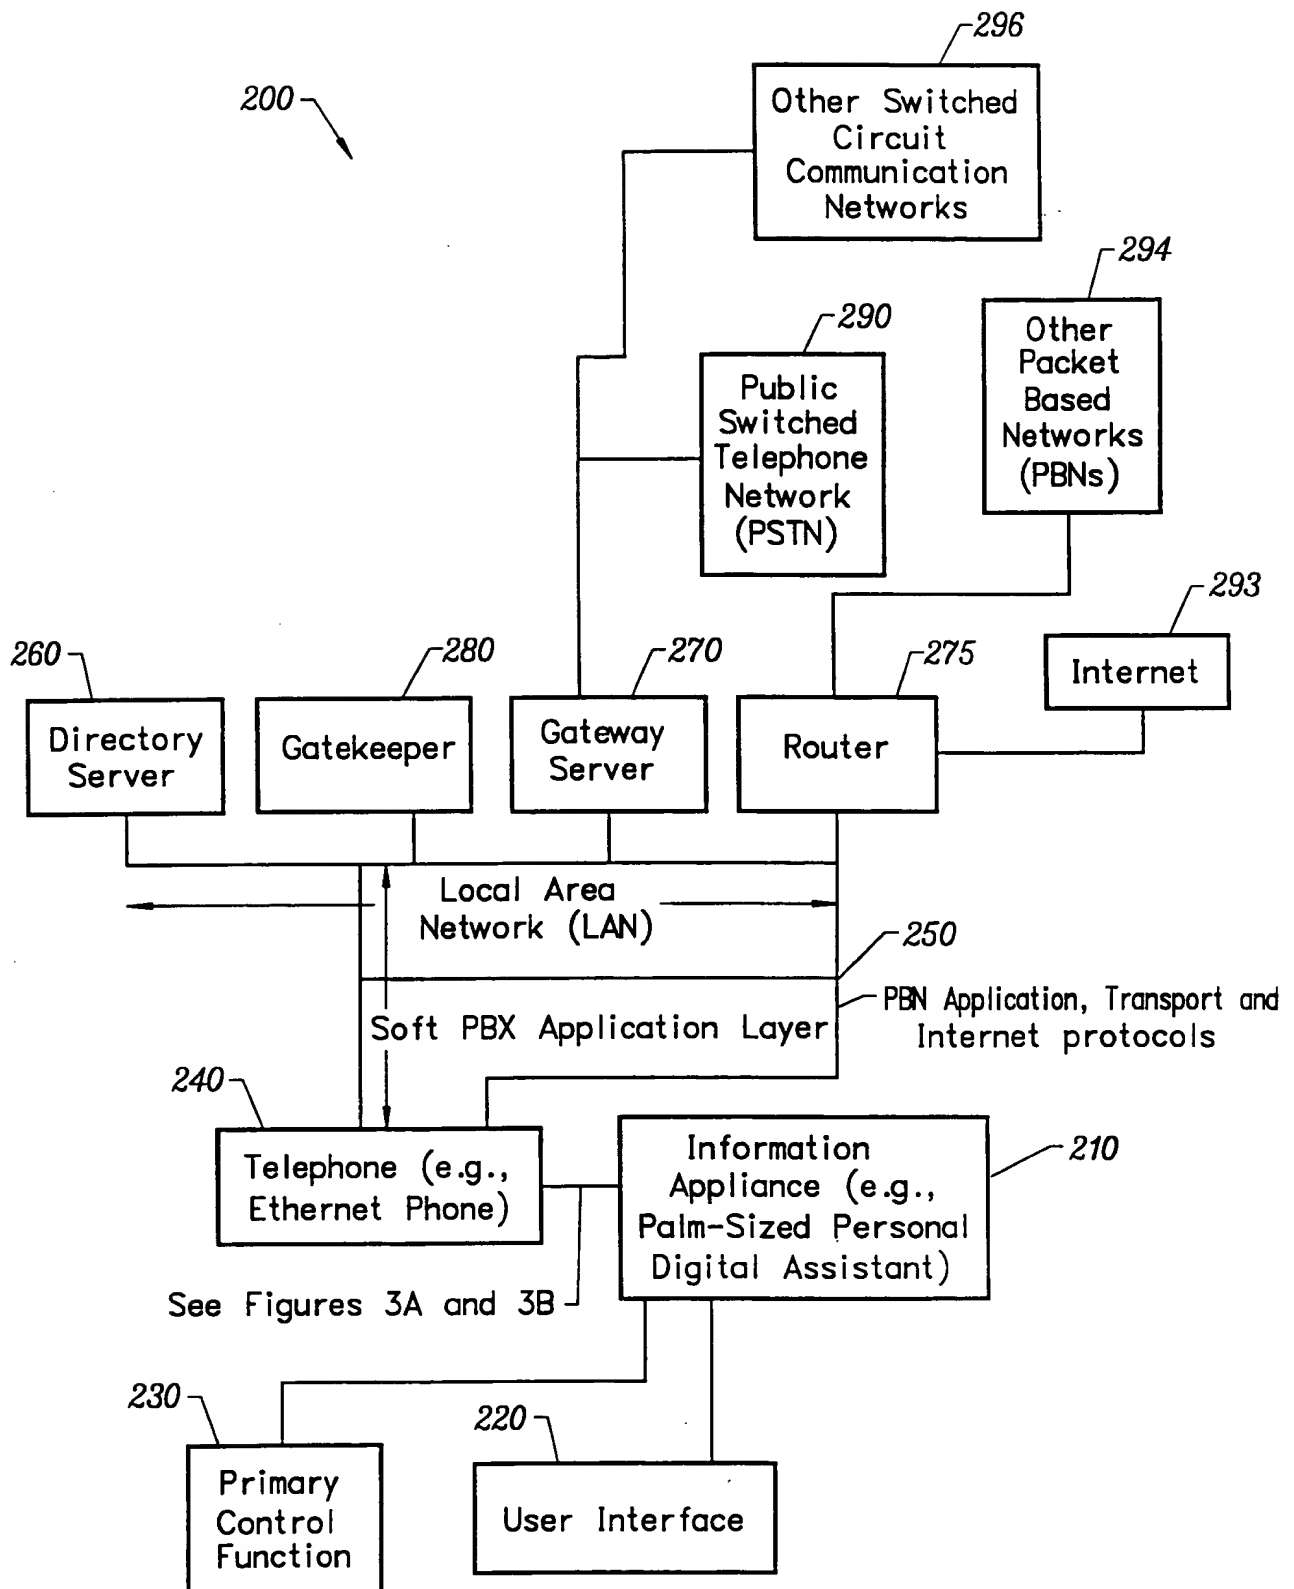 296
200
Other Switched
Circuit
Communication
Networks
294
290
Other
Packet
Based
Networks
(PBNs)
Public
Switched
Telephone
Network
(PSTN)
293
Internet
260
280
270
275
Directory
Server
Gatekeeper
Gateway
Server
Router
Local Area
Network (LAN)
250
PBN Application, Transport and
Internet protocols
Soft PBX Application Layer
240
210
Telephone (e.g.,
Ethernet Phone)
Information
Appliance (e.g.,
Palm-Sized Personal
Digital Assistant)
See Figures 3A and 3B
230
220
Primary
Control
Function
User Interface